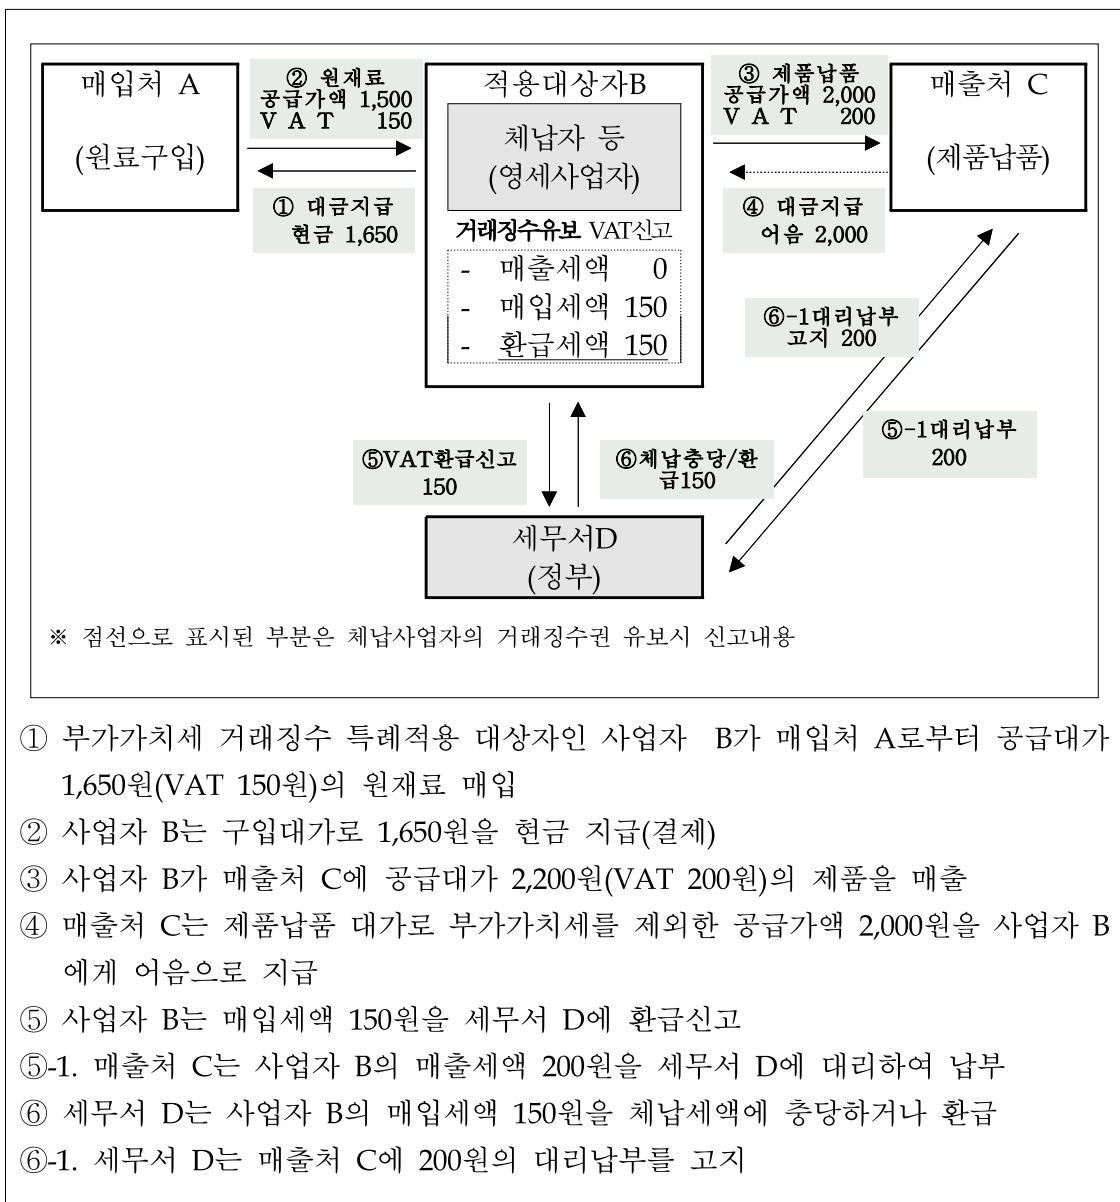 매입처 A
(원료구입)
② 원재료
공급가액 1,500
V A T 150
① 대금지급
현금 1,650
적용대상자B
체납자 등
(영세사업자)
거래징수유보 VAT신고
- 매출세액 0
- 매입세액 150
- 환급세액 150
③ 제품납품
공급가액 2,000
V A T 200
④ 대금지급
어음 2,000
매출처 C
(제품납품)
⑥-1대리납부
고지 200
⑤-1대리납부
200
⑤VAT환급신고
150
⑥체납충당/환
급150
세무서D
(정부)
※ 점선으로 표시된 부분은 체납사업자의 거래징수권 유보시 신고내용
① 부가가치세 거래징수 특례적용 대상자인 사업자 B가 매입처 A로부터 공급대가
1,650원(VAT 150원)의 원재료 매입
② 사업자 B는 구입대가로 1,650원을 현금 지급(결제)
③ 사업자 B가 매출처 C에 공급대가 2,200원(VAT 200원)의 제품을 매출
④ 매출처 C는 제품납품 대가로 부가가치세를 제외한 공급가액 2,000원을 사업자 B
에게 어음으로 지급
⑤ 사업자 B는 매입세액 150원을 세무서 D에 환급신고
⑤-1. 매출처 C는 사업자 B의 매출세액 200원을 세무서 D에 대리하여 납부
⑥ 세무서 D는 사업자 B의 매입세액 150원을 체납세액에 충당하거나 환급
⑥-1. 세무서 D는 매출처 C에 200원의 대리납부를 고지